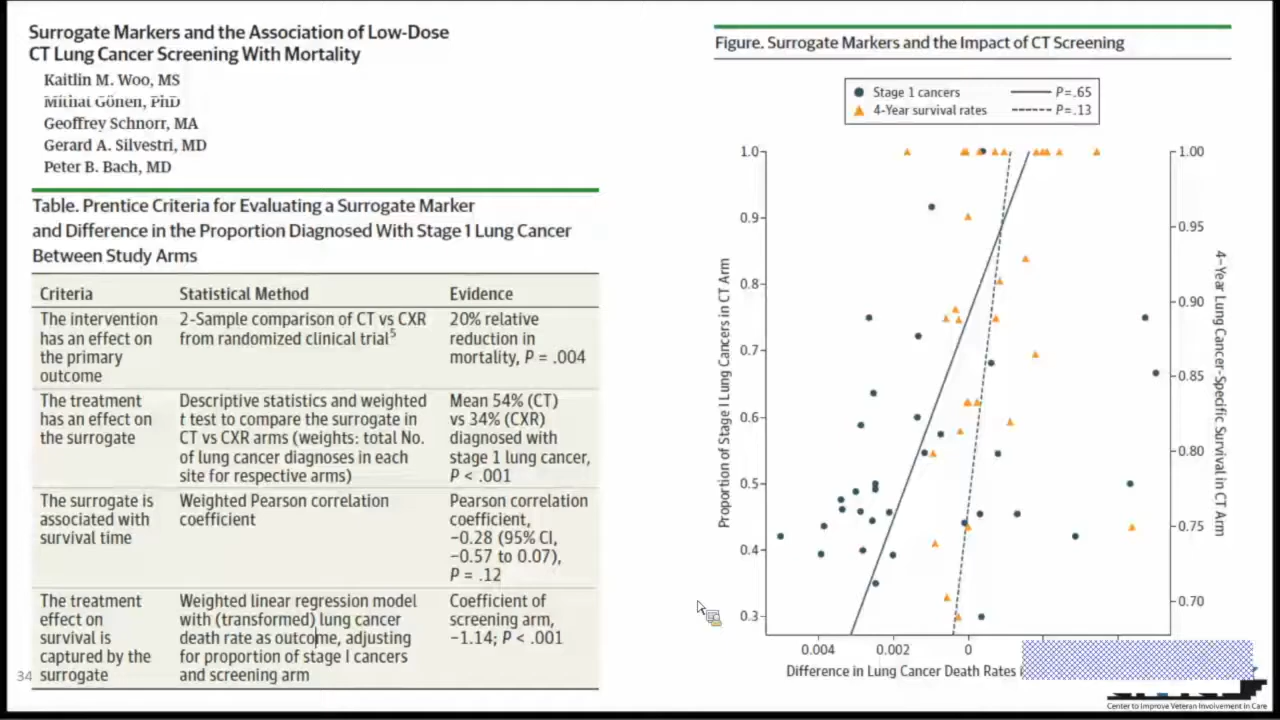 Surrogate Markers and the Association of Low-Dose
CT Lung Cancer Screening With Mortality
Kaitlin M. Woo, MS
Mithat Gönen, PhD
Geoffrey Schnorr, MA
Gerard A. Silvestri, MD
Peter B. Bach, MD
Table. Prentice Criteria for Evaluating a Surrogate Marker
and Difference in the Proportion Diagnosed With Stage 1 Lung Cancer
Between Study Arms
Criteria Statistical Method Evidence
The intervention
has an effect on
the primary
outcome
2-Sample comparison of CT vs CXR
from randomized clinical trial5
20% relative
reduction in
mortality, P = .004
The treatment
has an effect on
the surrogate
Descriptive statistics and weighted
t test to compare the surrogate in
CT vs CXR arms (weights: total No.
of lung cancer diagnoses in each
site for respective arms)
Mean 54% (CT)
vs 34% (CXR)
diagnosed with
stage 1 lung cancer,
P < .001
The surrogate is
associated with
survival time
Weighted Pearson correlation
coefficient
Pearson correlation
coefficient,
−0.28 (95% CI,
−0.57 to 0.07),
P = .12
The treatment
effect on
survival is
captured by the
surrogate
Weighted linear regression model
with (transformed) lung cancer
death rate as outcome, adjusting
for proportion of stage I cancers
and screening arm
Coefficient of
screening arm,
−1.14; P < .001
34
Figure. Surrogate Markers and the Impact of CT Screening
Stage 1 cancers P=.65
4-Year survival rates P=.13
Proportion of Stage I Lung Cancers in CT Arm
1.0
0.9
0.8
0.7
0.6
0.5
0.4
0.3
1.00
0.95
0.90
0.85
0.80
0.75
0.70
4-Year Lung Cancer-Specific Survival in CT Arm
0.004 0.002 0
Difference in Lung Cancer Death Rates
Center to Improve Veteran Involvement in Care